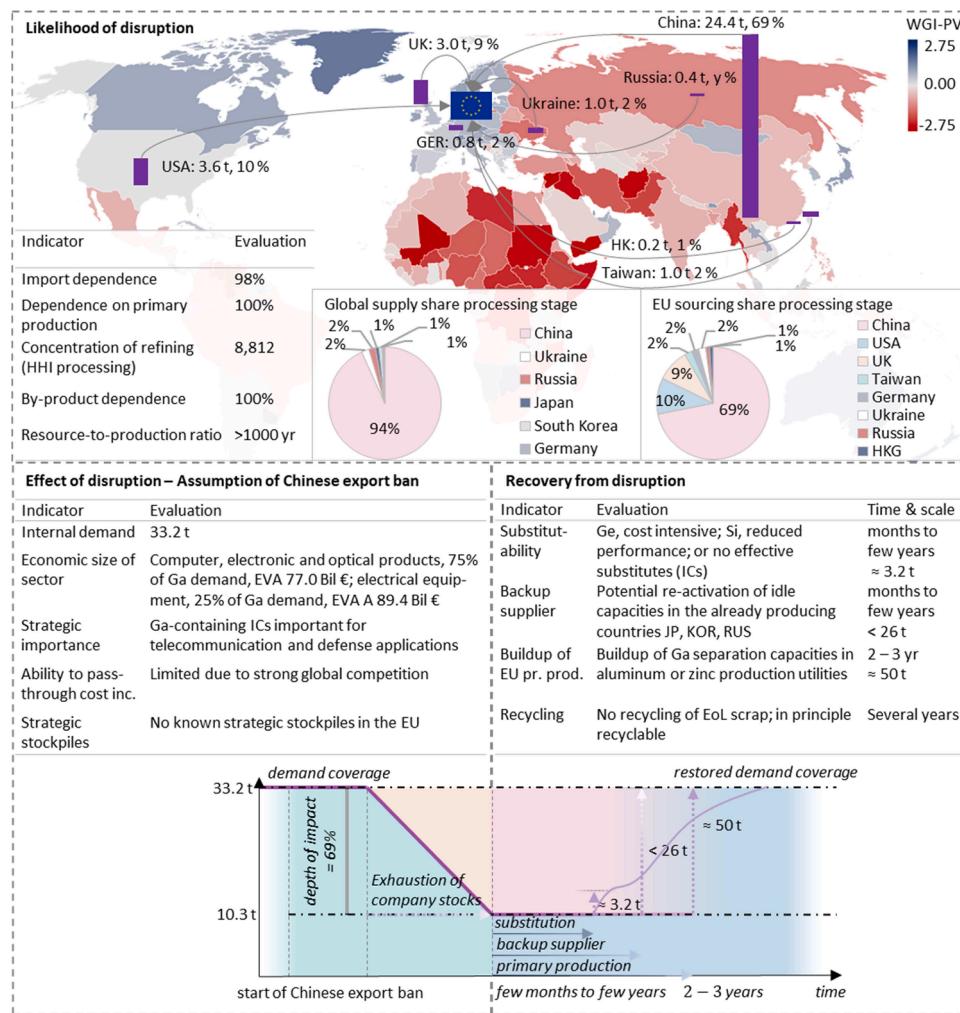 Likelihood of disruption
China: 24.4 t, 69 %
WGI-PV
2.75
0.00
-2.75
UK: 3.0 t, 9 %
Russia: 0.4 t, y %
Ukraine: 1.0 t, 2 %
GER: 0.8 t, 2 %
USA: 3.6 t, 10 %
HK: 0.2 t, 1 %
Taiwan: 1.0 t 2 %
Indicator Evaluation
Import dependence 98%
Dependence on primary production 100%
Concentration of refining (HHI processing) 8,812
By-product dependence 100%
Resource-to-production ratio >1000 yr
Global supply share processing stage
2% 1% 1%
2% 1%
94%
China
Ukraine
Russia
Japan
South Korea
Germany
EU sourcing share processing stage
2% 2% 1%
2% 1%
9%
10%
69%
China
USA
UK
Taiwan
Germany
Ukraine
Russia
HKG
Effect of disruption – Assumption of Chinese export ban
Indicator Evaluation
Internal demand 33.2 t
Economic size of sector
Computer, electronic and optical products, 75%
of Ga demand, EVA 77.0 Bil €; electrical equip-
ment, 25% of Ga demand, EVA A 89.4 Bil €
Strategic importance
Ga-containing ICs important for
telecommunication and defense applications
Ability to pass-
through cost inc.
Limited due to strong global competition
Strategic stockpiles
No known strategic stockpiles in the EU
Recovery from disruption
Indicator Evaluation Time & scale
Substitut-
ability
Ge, cost intensive; Si, reduced
performance; or no effective
substitutes (ICs)
months to
few years
≈ 3.2 t
Backup
supplier
Potential re-activation of idle
capacities in the already producing
countries JP, KOR, RUS
months to
few years
< 26 t
Buildup of
EU pr. prod.
Buildup of Ga separation capacities in
aluminum or zinc production utilities
2 – 3 yr
≈ 50 t
Recycling
No recycling of EoL scrap; in principle
recyclable
Several years
demand coverage
restored demand coverage
33.2 t
depth of impact
= 69%
≈ 50 t
< 26 t
Exhaustion of
company stocks
≈ 3.2 t
10.3 t
substitution
backup supplier
primary production
start of Chinese export ban
few months to few years
2 – 3 years
time